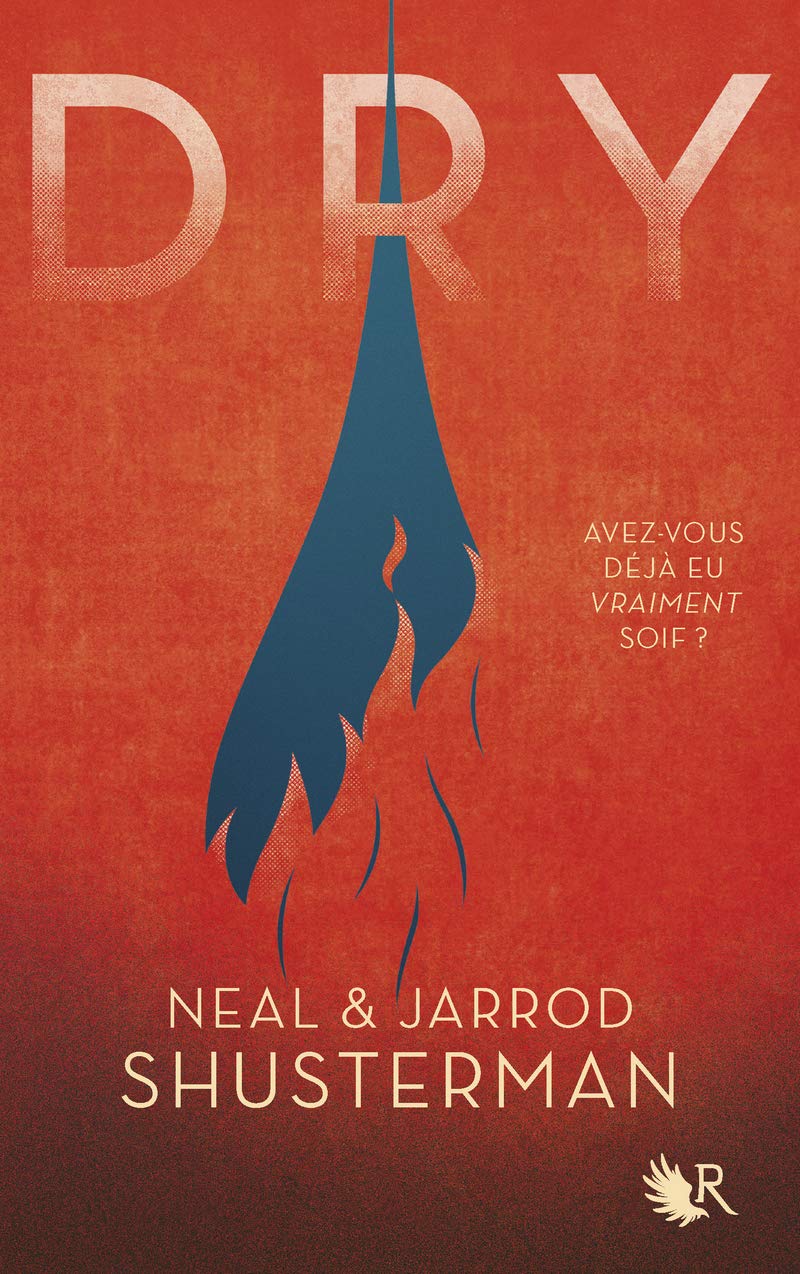 DRY
AVEZ-VOUS
DÉJÀ EU
VRAIMENT
SOIF ?
NEAL & JARROD
SHUSTERMAN
R